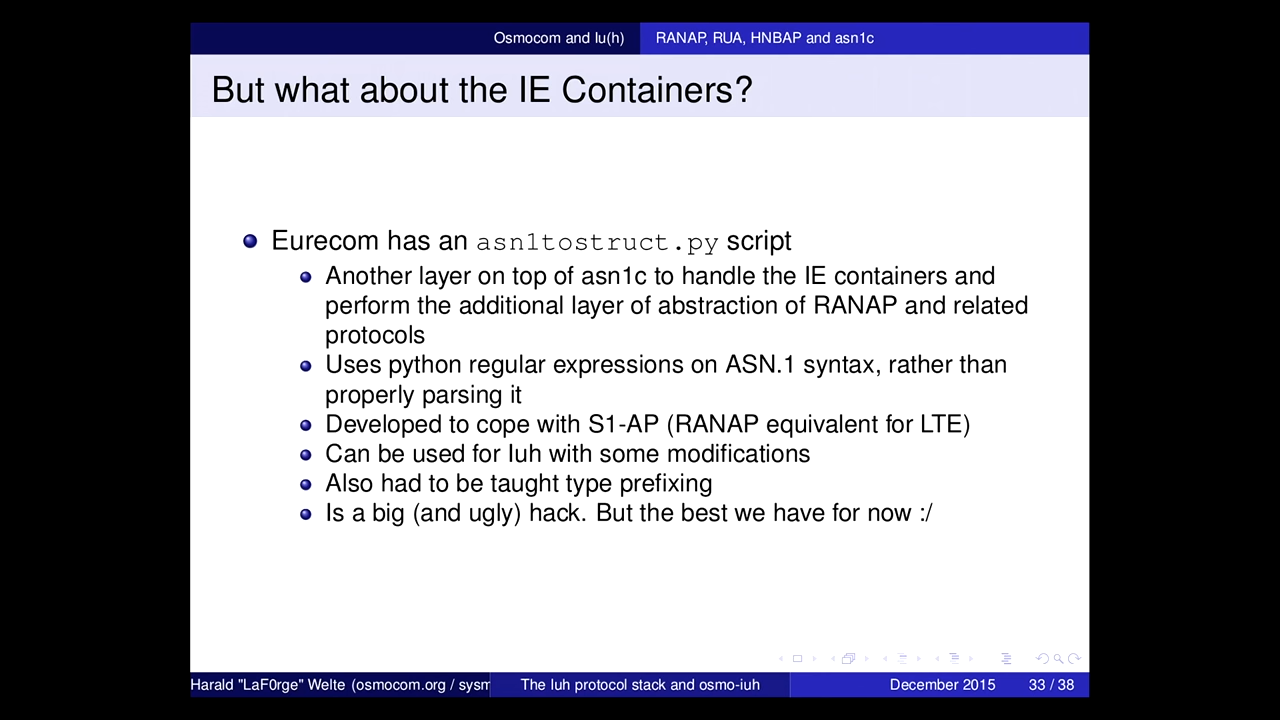 Osmocom and Iu(h) RANAP, RUA, HNBAP and asn1c
But what about the IE Containers?
Eurecom has an asn1tostruct.py script
Another layer on top of asn1c to handle the IE containers and
perform the additional layer of abstraction of RANAP and related
protocols
Uses python regular expressions on ASN.1 syntax, rather than
properly parsing it
Developed to cope with S1-AP (RANAP equivalent for LTE)
Can be used for Iuh with some modifications
Also had to be taught type prefixing
Is a big (and ugly) hack. But the best we have for now :/
Harald "LaF0rge" Welte (osmocom.org / sysm The Iuh protocol stack and osmo-iuh December 2015 33 / 38